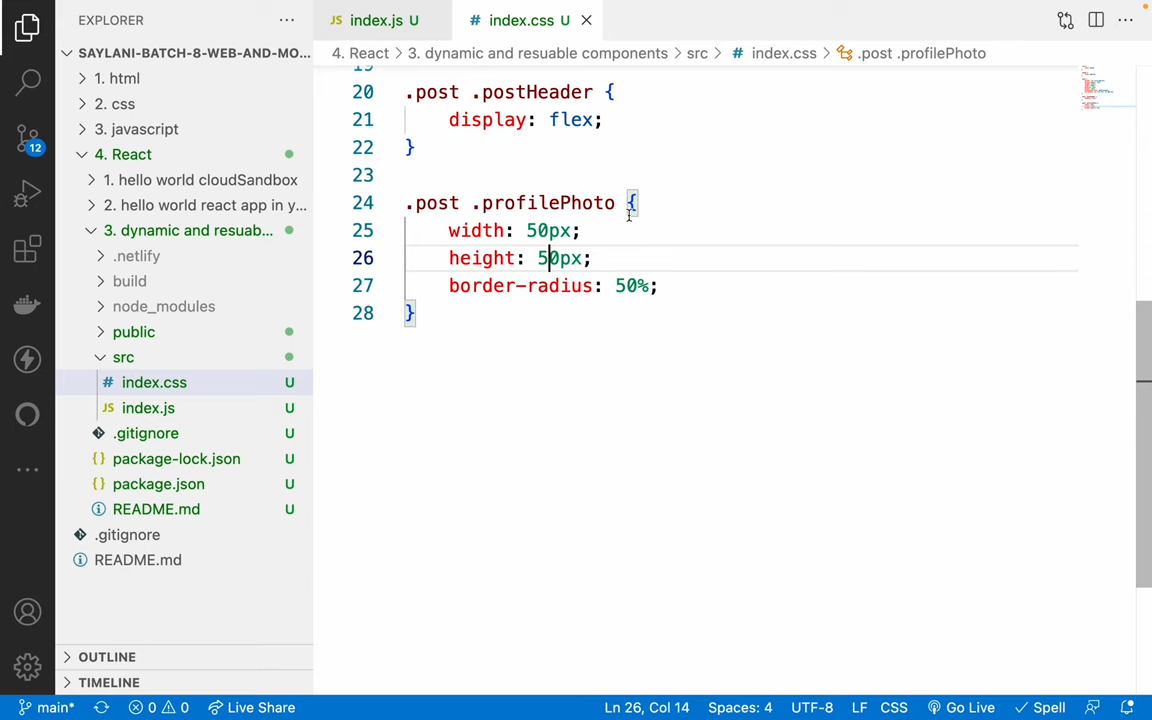 EXPLORER
SAYLANI-BATCH-8-WEB-AND-MO...
1. html
2. css
3. javascript
4. React
1. hello world cloudSandbox
2. hello world react app in y...
3. dynamic and resuab...
.netlify
build
node_modules
public
src
# index.css U
JS index.js U
.gitignore U
{} package-lock.json U
{} package.json U
README.md U
.gitignore
README.md
OUTLINE
TIMELINE
12
JS index.js U
# index.css U
4. React > 3. dynamic and resuable components > src > # index.css > .post .profilePhoto
20 .post .postHeader {
21 display: flex;
22 }
23
24 .post .profilePhoto {
25 width: 50px;
26 height: 50px;
27 border-radius: 50%;
28 }
main* 0 0 Live Share Ln 26, Col 14 Spaces: 4 UTF-8 LF CSS Go Live Spell